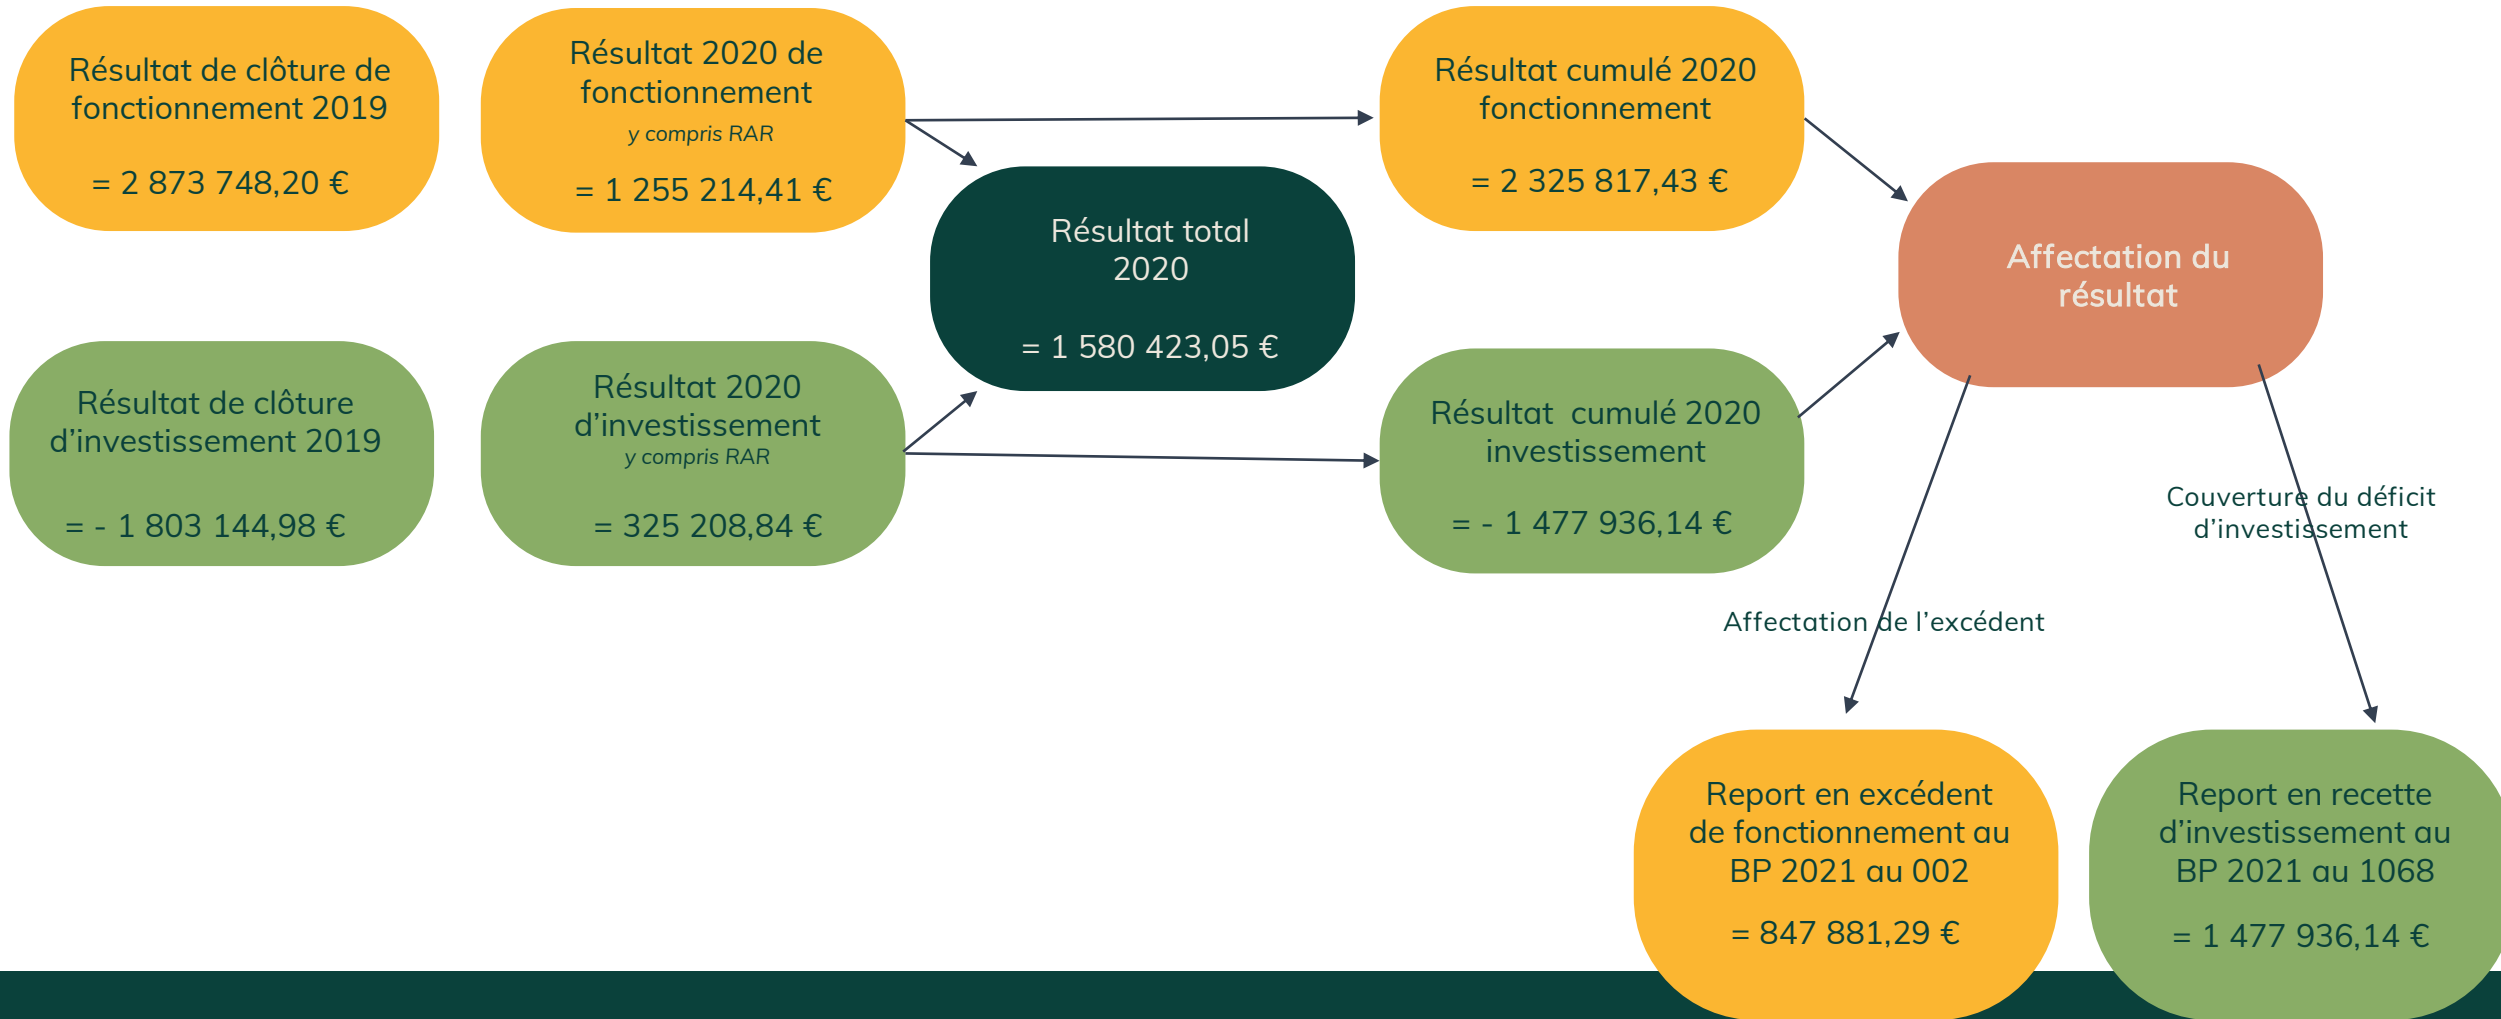 Résultat de clôture de
fonctionnement 2019
= 2 873 748,20 €
Résultat 2020 de
fonctionnement
y compris RAR
= 1 255 214,41 €
Résultat total
2020
= 1 580 423,05 €
Résultat cumulé 2020
fonctionnement
= 2 325 817,43 €
Affectation du
résultat
Résultat de clôture
d’investissement 2019
= - 1 803 144,98 €
Résultat 2020
d’investissement
y compris RAR
= 325 208,84 €
Résultat  cumulé 2020
investissement
= - 1 477 936,14 €
Couverture du déficit
d’investissement
Affectation de l’excédent
Report en excédent
de fonctionnement au
BP 2021 au 002
= 847 881,29 €
Report en recette
d’investissement au
BP 2021 au 1068
= 1 477 936,14 €